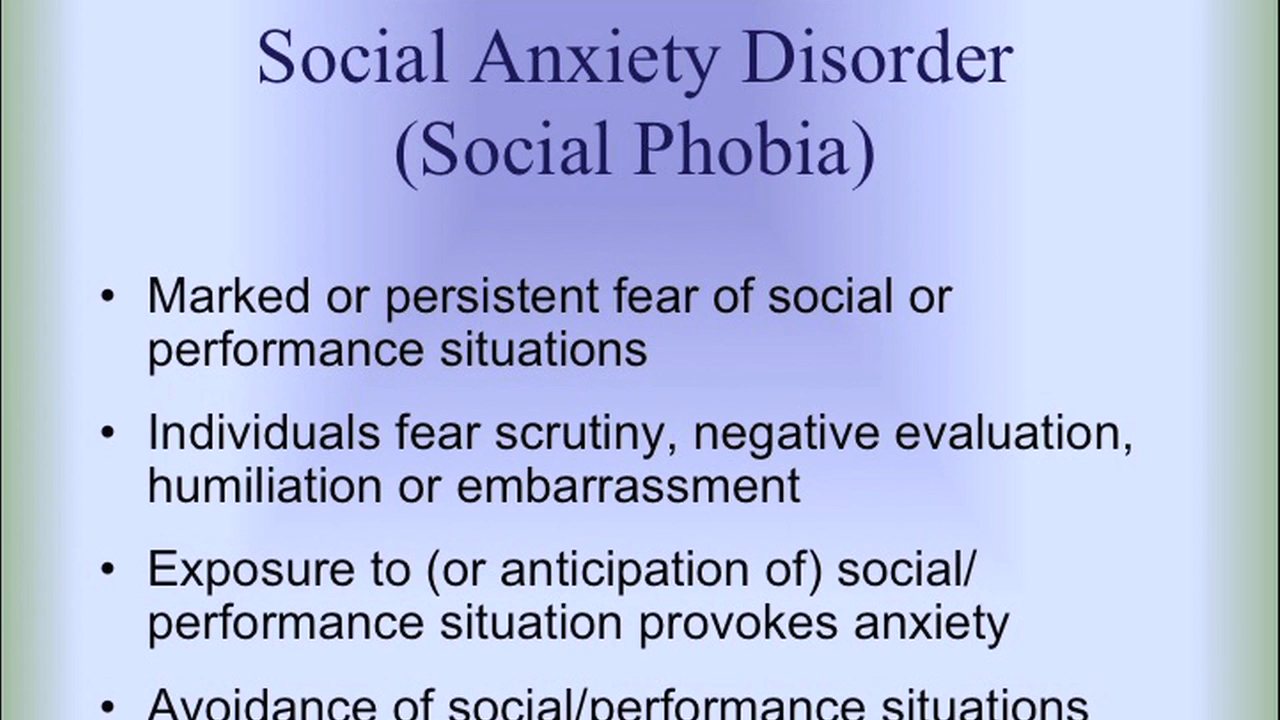 Social Anxiety Disorder
(Social Phobia)
• Marked or persistent fear of social or
performance situations
• Individuals fear scrutiny, negative evaluation,
humiliation or embarrassment
• Exposure to (or anticipation of) social/
performance situation provokes anxiety
• Avoidance of social/performance situations